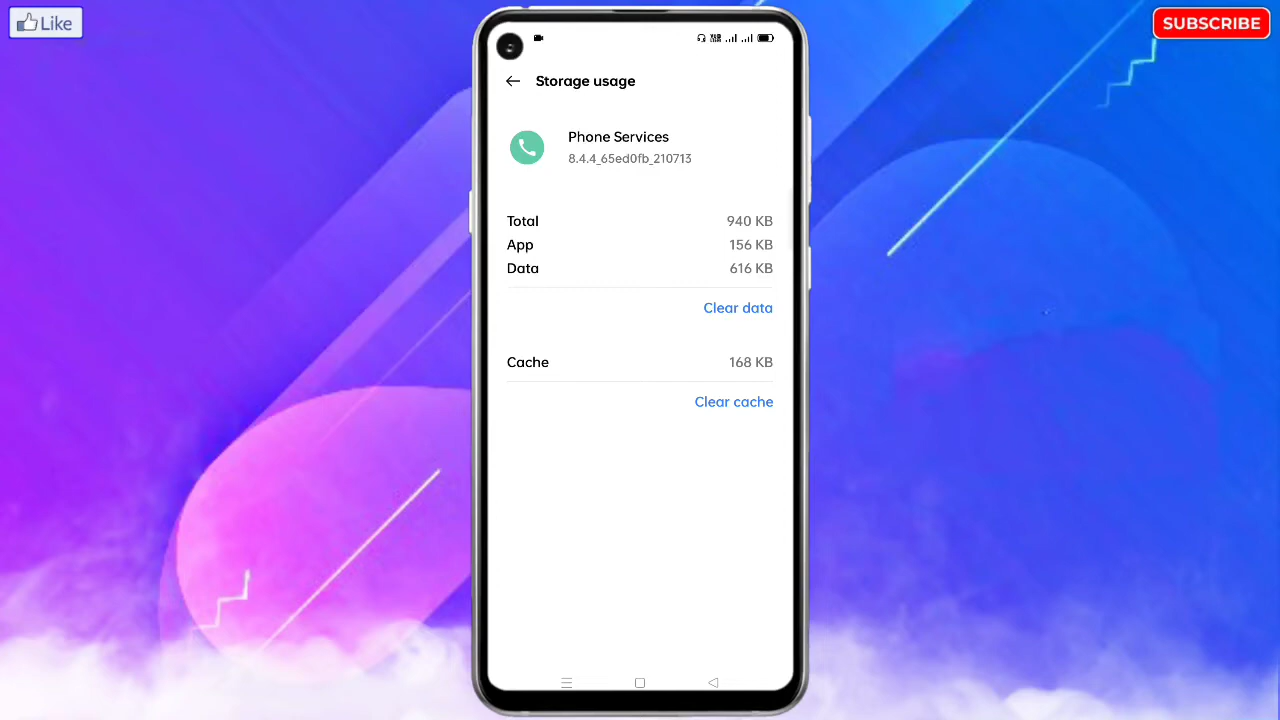 Like
SUBSCRIBE
Storage usage
Phone Services
8.4.4_65ed0fb_210713
Total 940 KB
App 156 KB
Data 616 KB
Clear data
Cache 168 KB
Clear cache